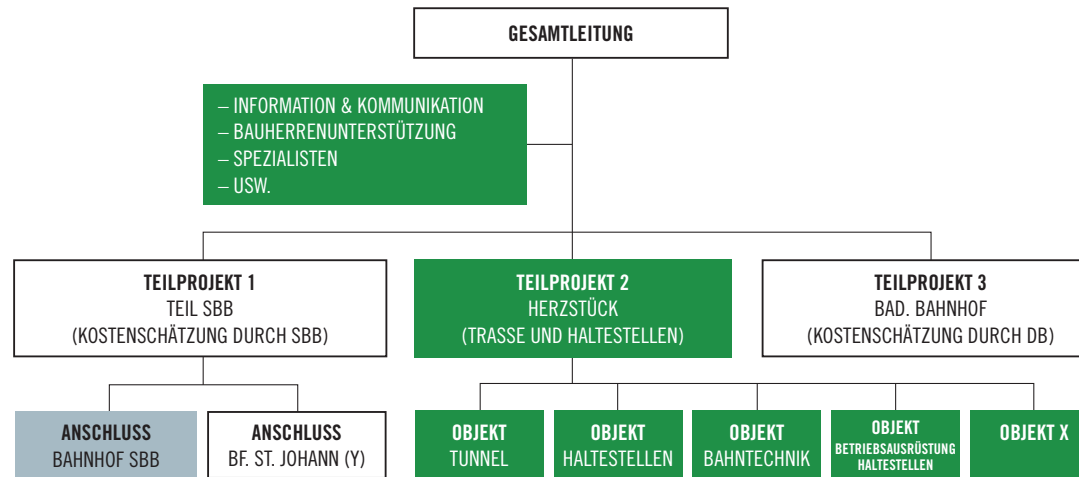 GESAMTLEITUNG
– INFORMATION & KOMMUNIKATION
– BAUHERRENUNTERSTÜTZUNG
– SPEZIALISTEN
– USW.
TEILPROJEKT 1
TEIL SBB
(KOSTENSCHÄTZUNG DURCH SBB)
TEILPROJEKT 2
HERZSTÜCK
(TRASSE UND HALTESTELLEN)
TEILPROJEKT 3
BAD. BAHNHOF
(KOSTENSCHÄTZUNG DURCH DB)
ANSCHLUSS
BAHNHOF SBB
ANSCHLUSS
BF. ST. JOHANN (Y)
OBJEKT
TUNNEL
OBJEKT
HALTESTELLEN
OBJEKT
BAHNTECHNIK
OBJEKT
BETRIEBSAUSRÜSTUNG
HALTESTELLEN
OBJEKT X